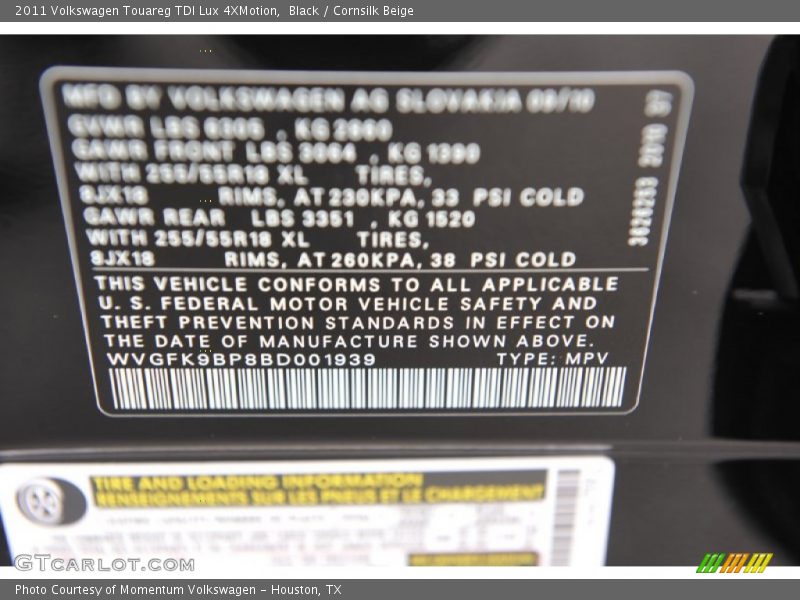 2011 Volkswagen Touareg TDI Lux 4XMotion,  Black / Cornsilk Beige
MFG BY VOLKSWAGEN AG SLOVAKIA 08/10
GVWR LBS , KG
GAWR FRONT LBS 3064 , KG 1390
WITH 255/55R18 XL TIRES,
8JX18 RIMS, AT 230KPA, 33 PSI COLD
GAWR REAR LBS 3351 , KG 1520
WITH 255/55R18 XL TIRES,
8JX18 RIMS, AT 260KPA, 38 PSI COLD
THIS VEHICLE CONFORMS TO ALL APPLICABLE
U. S. FEDERAL MOTOR VEHICLE SAFETY AND
THEFT PREVENTION STANDARDS IN EFFECT ON
THE DATE OF MANUFACTURE SHOWN ABOVE.
WVGFK9BP8BD001939 TYPE: MPV
TIRE AND LOADING INFORMATION
RENSEIGNEMENTS SUR LES PNEUS ET LE CHARGEMENT
GTCARLOT.COM
Photo Courtesy of Momentum Volkswagen - Houston, TX